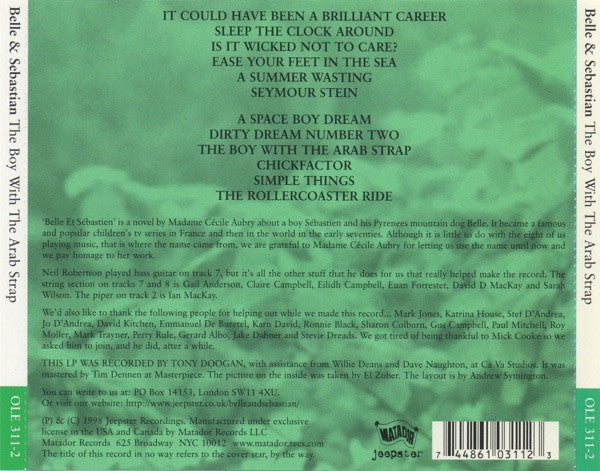 Belle & Sebastian The Boy With The Arab Strap
OLE 311-2
IT COULD HAVE BEEN A BRILLIANT CAREER
SLEEP THE CLOCK AROUND
IS IT WICKED NOT TO CARE?
EASE YOUR FEET IN THE SEA
A SUMMER WASTING
SEYMOUR STEIN
A SPACE BOY DREAM
DIRTY DREAM NUMBER TWO
THE BOY WITH THE ARAB STRAP
CHICKFACTOR
SIMPLE THINGS
THE ROLLERCOASTER RIDE
'Belle Et Sébastien' is a novel by Madame Cécile Aubry about a boy Sébastien and his Pyrenees mountain dog Belle. It became a famous
and popular children's tv series in France and then in the world in the early seventies. Although it is little to do with the eight of us
playing music, that is where the name came from, we are grateful to Madame Cécile Aubry for letting us use the name until now and
we pay homage to her work.
Neil Robertson played bass guitar on track 7, but it's all the other stuff that he does for us that really helped make the record. The
string section on tracks 7 and 8 is Gael Anderson, Claire Campbell, Eilidh Campbell, Euan Forrester, David D MacKay and Sarah
Wilson. The piper on track 2 is Ian MacKay.
We'd also like to thank the following people for helping out while we made this record... Mark Jones, Katrina House, Stef D'Andrea,
Jo D'Andrea, David Kitchen, Emmanuel De Buretel, Karn David, Ronnie Black, Sharon Colburn, Gus Campbell, Paul Mitchell, Roy
Moller, Mark Trayner, Perry Rule, Gerard Albo, Jake Dabner and Stevie Dreads. We got tired of being thankful to Mick Cooke so we
asked him to join, and he did, after a while.
THIS LP WAS RECORDED BY TONY DOOGAN, with assistance from Willie Deans and Dave Naughton, at Ca Va Studios. It
was mastered by Tim Dennen at Masterpiece. The picture on the inside was taken by El Zober. The layout is by Andrew Symington.
You can write to us at: PO Box 14153, London SW11 4XU,
Or visit our website; http://www.jeepster.co.uk/belleandsebastian/
(P) & (C) 1998 Jeepster Recordings. Manufactured under exclusive
license in the USA and Canada by Matador Records LLC
Matador Records 625 Broadway NYC 10012 www.matador.recs.com
The title of this record in no way refers to the cover star, by the way.
MATADOR
jeepster
7 44861 03112 3
Belle & Sebastian The Boy With The Arab Strap
OLE 311-2